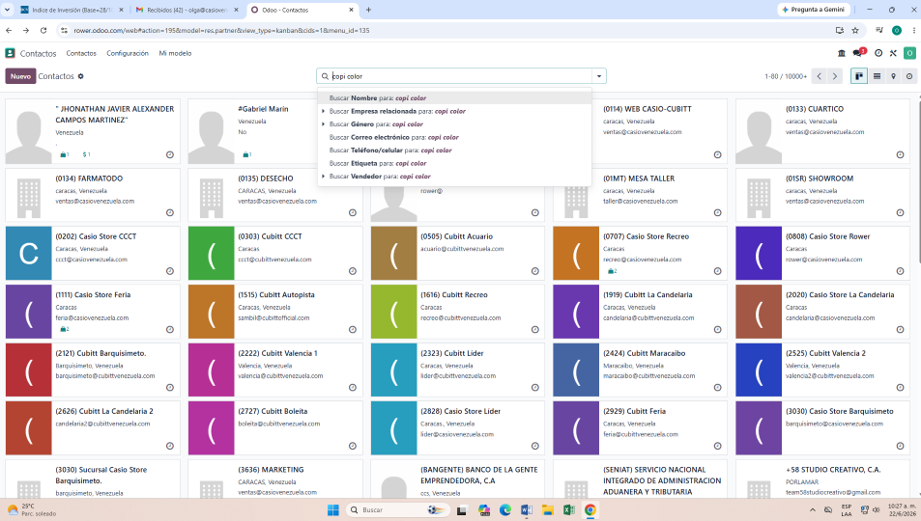 Indice de Inversión (Base=28/1
Recibidos (42) - olga@casiover
Odoo - Contactos
Pregunta a Gemini
rower.odoo.com/web#action=195&model=res.partner&view_type=kanban&cids=1&menu_id=135
Contactos Contactos Configuración Mi modelo
Nuevo Contactos
copi color
1-80 / 10000+
Buscar Nombre para: copi color
Buscar Empresa relacionada para: copi color
Buscar Género para: copi color
Buscar Correo electrónico para: copi color
Buscar Teléfono/celular para: copi color
Buscar Etiqueta para: copi color
Buscar Vendedor para: copi color
" JHONATHAN JAVIER ALEXANDER
CAMPOS MARTINEZ"
Venezuela
.
1 $ 1
#Gabriel Marín
Venezuela
No
1
(0114) WEB CASIO-CUBITT
caracas, Venezuela
ventas@casiovenezuela.com
(0133) CUARTICO
caracas, Venezuela
ventas@casiovenezuela.com
(0134) FARMATODO
caracas, Venezuela
ventas@casiovenezuela.com
(0135) DESECHO
CARACAS, Venezuela
ventas@casiovenezuela.com
rower@
(01MT) MESA TALLER
caracas, Venezuela
taller@casiovenezuela.com
(01SR) SHOWROOM
caracas, Venezuela
ventas@casiovenezuela.com
C
(0202) Casio Store CCCT
Caracas, Venezuela
ccct@casiovenezuela.com
(
(0303) Cubitt CCCT
Caracas
ccct@cubittvenezuela.com
(
(0505) Cubitt Acuario
acuario@cubittvenezuela.com
(
(0707) Casio Store Recreo
Caracas
recreo@casiovenezuela.com
2
(
(0808) Casio Store Rower
Caracas, Venezuela
rower@casiovenezuela.com
(
(1111) Casio Store Feria
Caracas
feria@casiovenezuela.com
2
(
(1515) Cubitt Autopista
Caracas, Venezuela
sambil@cubittofficial.com
(
(1616) Cubitt Recreo
Caracas, Venezuela
recreo@cubittvenezuela.com
(
(1919) Cubitt La Candelaria
Caracas, Venezuela
candelaria@cubittvenezuela.com
(
(2020) Casio Store La Candelaria
Caracas, Venezuela
candelaria@casiovenezuela.com
(
(2121) Cubitt Barquisimeto.
Barquisimeto, Venezuela
barquisimeto@cubittvenezuela.com
(
(2222) Cubitt Valencia 1
Valencia, Venezuela
valencia@cubittvenezuela.com
(
(2323) Cubitt Líder
Caracas, Venezuela
lider@cubittvenezuela.com
(
(2424) Cubitt Maracaibo
Maracaibo, Venezuela
maracaibo@cubittvenezuela.com
(
(2525) Cubitt Valencia 2
Valencia, Venezuela
valencia2@cubittvenezuela.com
(
(2626) Cubitt La Candelaria 2
candelaria2@cubittvenezuela.com
(
(2727) Cubitt Boleita
boleita@cubittvenezuela.com
(
(2828) Casio Store Líder
Caracas,, Venezuela
lider@casiovenezuela.com
(
(2929) Cubitt Feria
Caracas, Venezuela
feria@cubittvenezuela.com
(
(3030) Casio Store Barquisimeto
barquisimeto@casiovenezuela.com
(
(3030) Sucursal Casio Store
Barquisimeto.
barquisimeto, Venezuela
(3636) MARKETING
CARACAS, Venezuela
ventas@casiovenezuela.com
(BANGENTE) BANCO DE LA GENTE
EMPRENDEDORA, C.A
ccs, Venezuela
(SENIAT) SERVICIO NACIONAL
INTEGRADO DE ADMINISTRACION
ADUANERA Y TRIBUTARIA
+58 STUDIO CREATIVO, C.A.
PORLAMAR
team58studiocreativo@gmail.com
25°C
Parc. soleado
Buscar
ESP
LAA
10:27 a. m.
22/6/2026